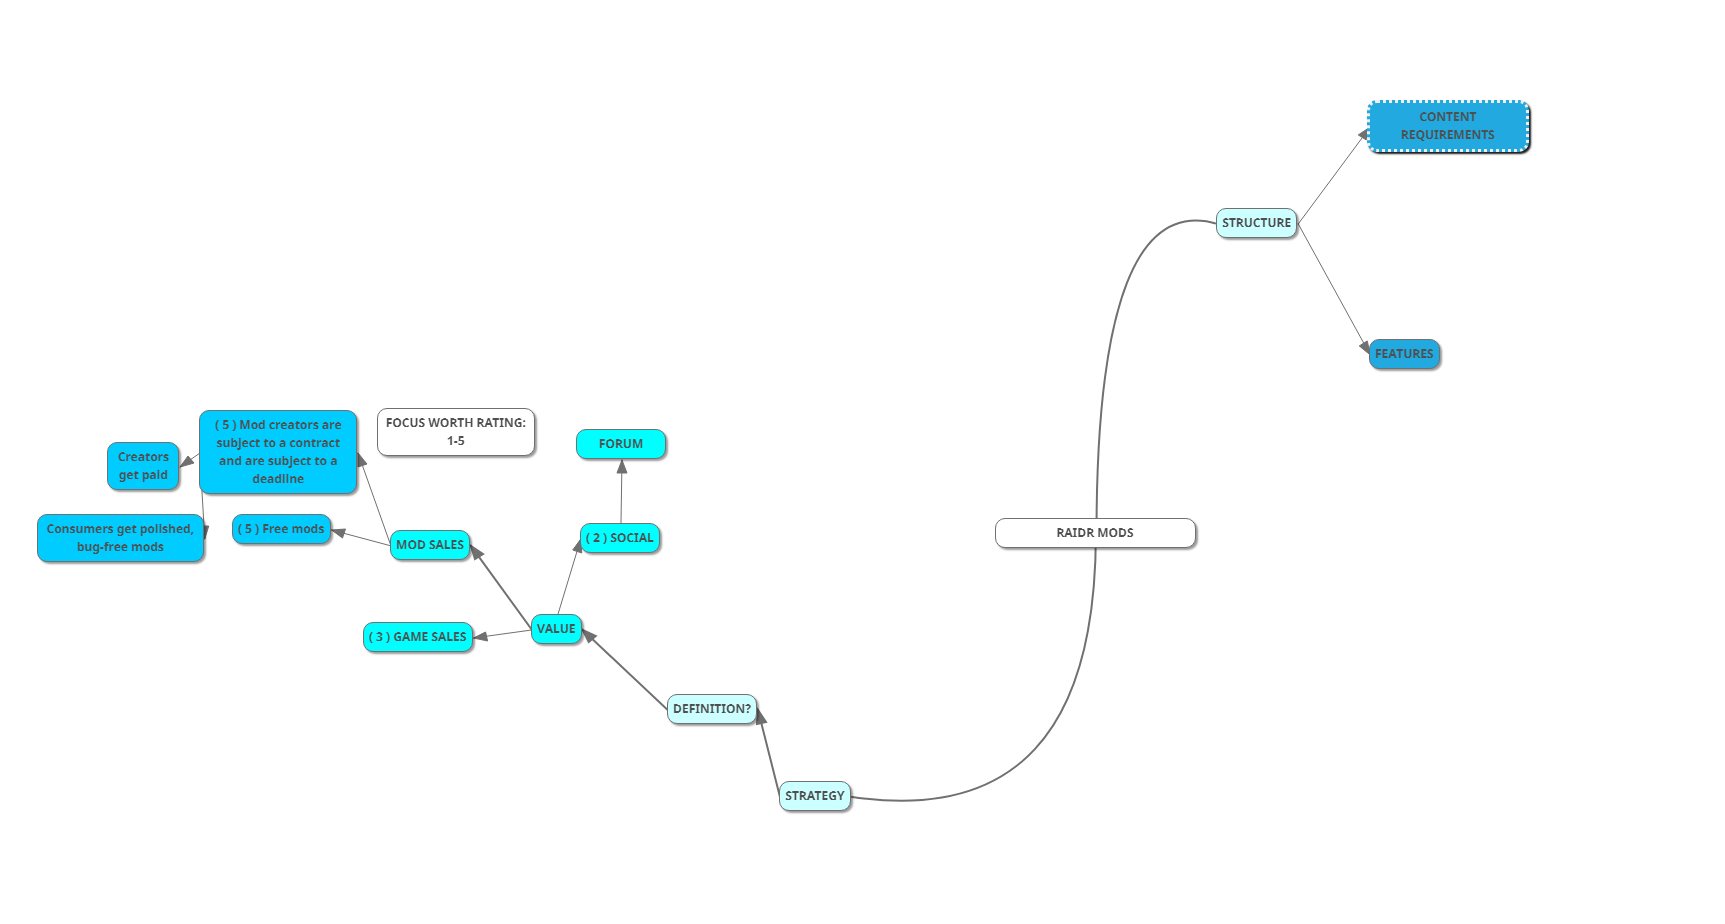 CONTENT
REQUIREMENTS
STRUCTURE
FEATURES
( 5 ) Mod creators are
subject to a contract
and are subject to a
deadline
FOCUS WORTH RATING:
1-5
FORUM
Creators
get paid
Consumers get polished,
bug-free mods
( 5 ) Free mods
MOD SALES
( 2 ) SOCIAL
RAIDR MODS
( 3 ) GAME SALES
VALUE
DEFINITION?
STRATEGY